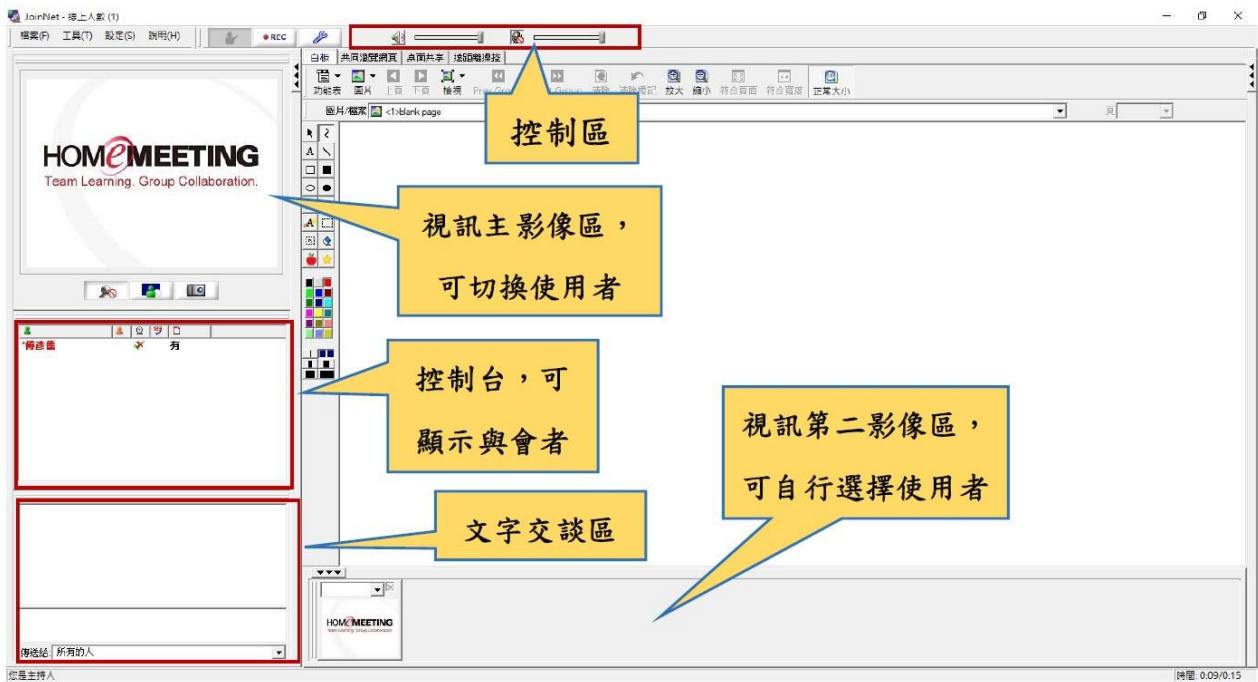 JoinNet - 線上人數 (1)
檔案(F) 工具(T) 設定(S) 說明(H)
REC
白板 共同瀏覽網頁 桌面共享 遠距離操控
功能表 圖片 上頁 下頁 檢視 清除 放大 縮小 符合頁面 符合寬度 正常大小
圖片/檔案 <1>blank page 頁
控制區
HOMeMEETING
Team Learning. Group Collaboration.
視訊主影像區，
可切換使用者
有
控制台，可
顯示與會者
視訊第二影像區，
可自行選擇使用者
文字交談區
HOMeMEETING
Team Learning. Group Collaboration.
傳送給: 所有的人
您是主持人
時間: 0:09/0:15